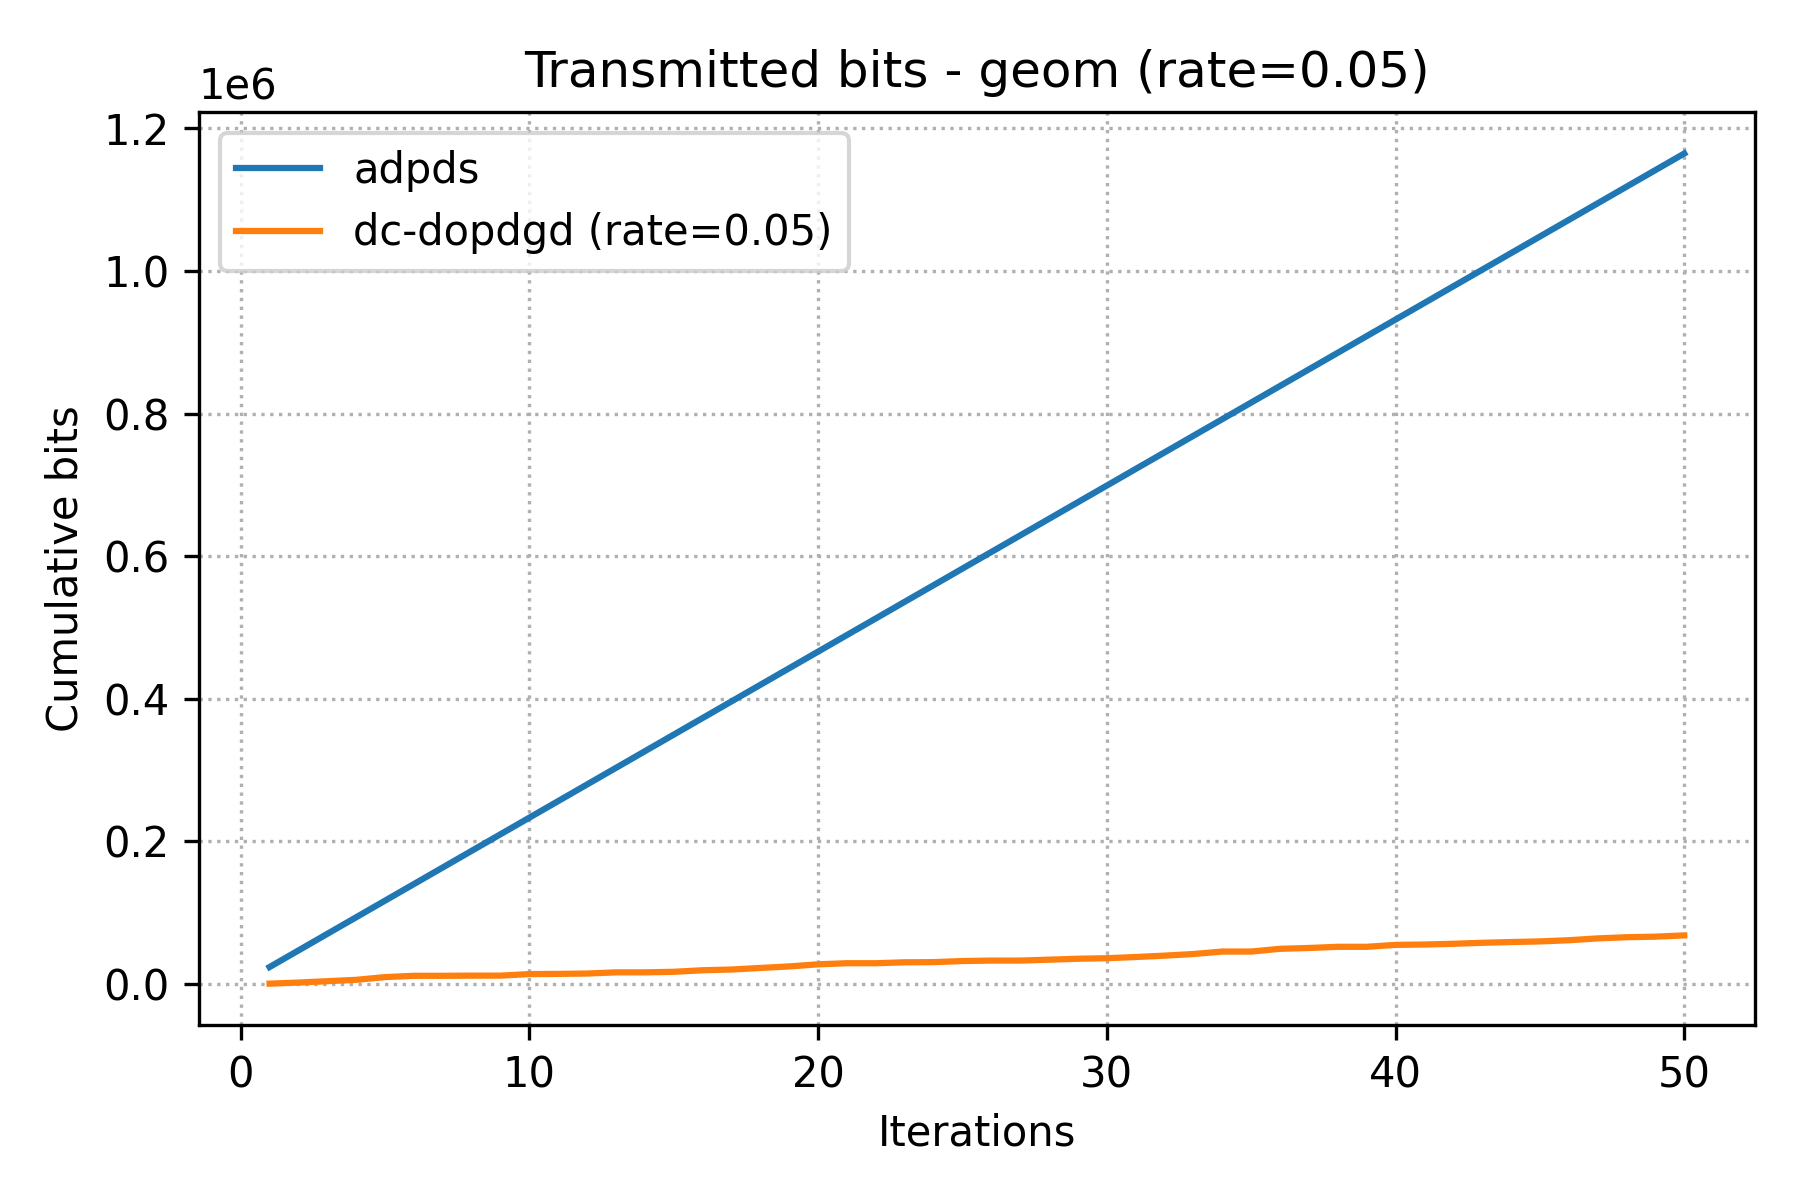 Transmitted bits - geom (rate=0.05)
1e6
1.2
1.0
0.8
0.6
0.4
0.2
0.0
Cumulative bits
adpds
dc-dopdgd (rate=0.05)
0 10 20 30 40 50
Iterations